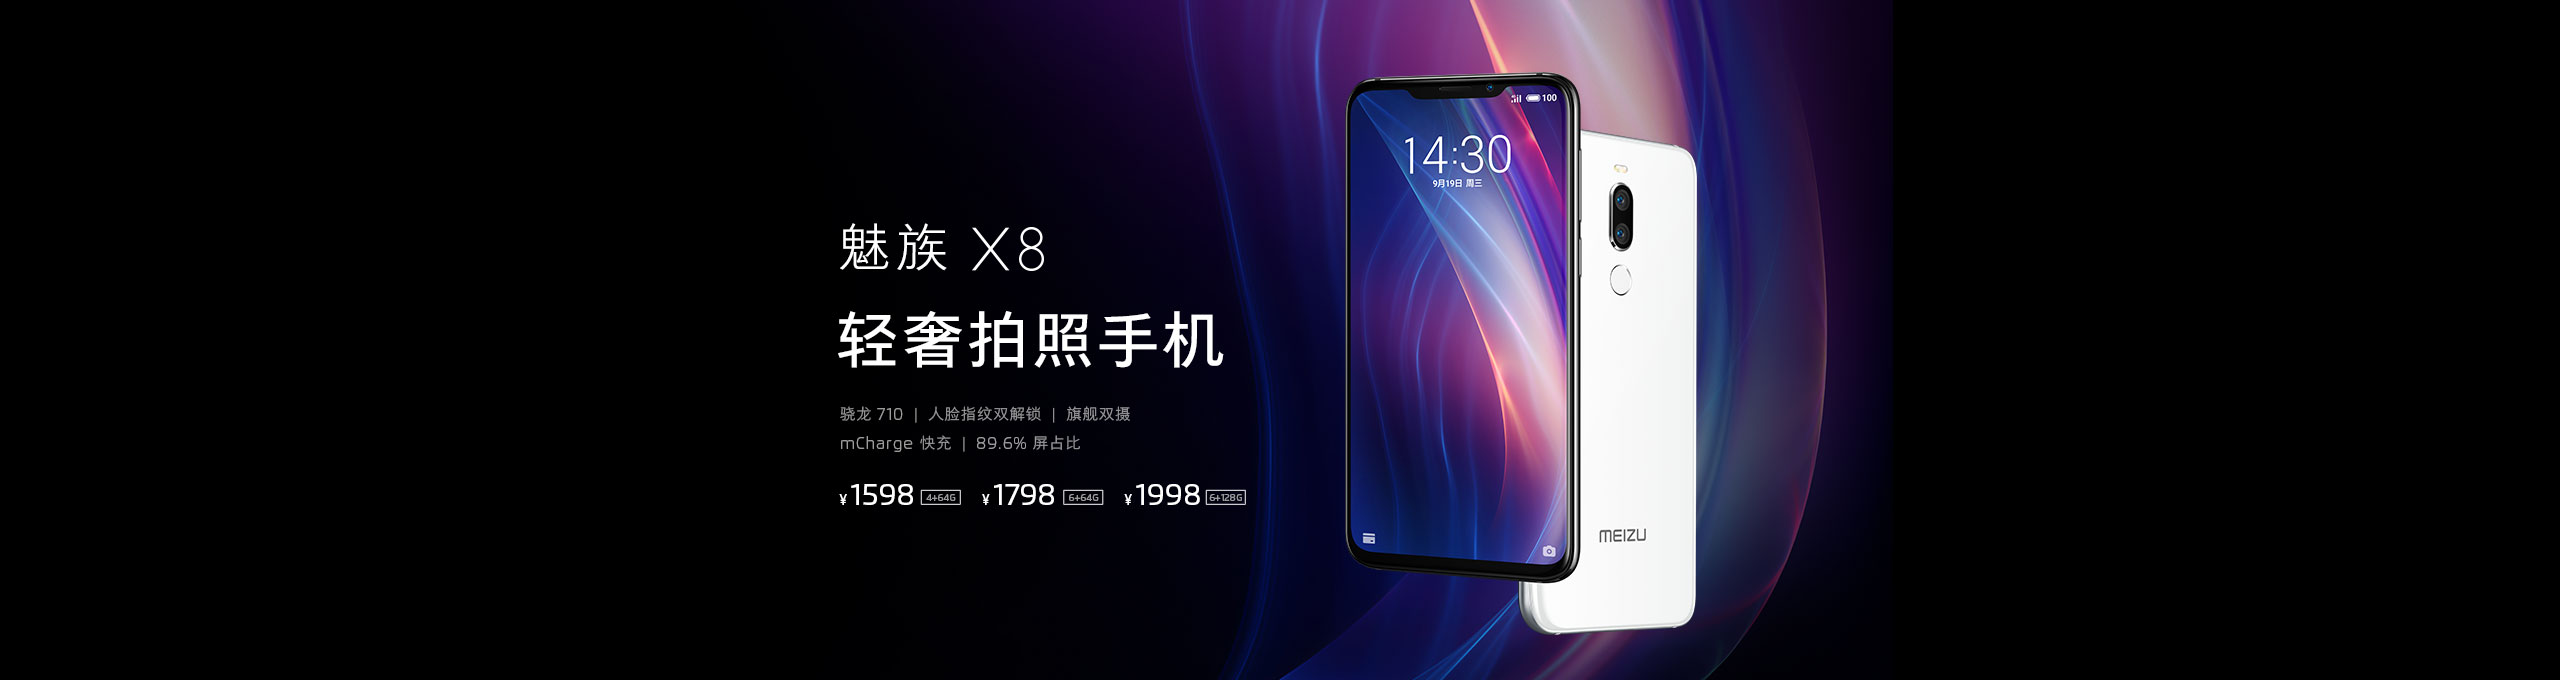 魅族 X8
轻奢拍照手机
骁龙 710 | 人脸指纹双解锁 | 旗舰双摄
mCharge 快充 | 89.6% 屏占比
¥ 1598 4+64G ¥ 1798 6+64G ¥ 1998 6+128G
100
14:30
9月19日 周三
MEIZU